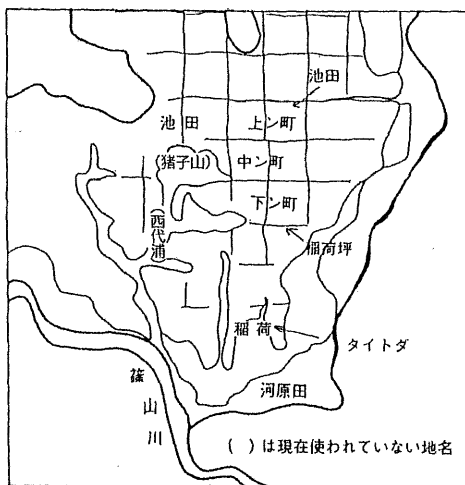 池田
池田
上ン町
(猪子山)
中ン町
(西代浦)
下ン町
稲荷坪
稲荷
タイトダ
河原田
篠山川
( )は現在使われていない地名